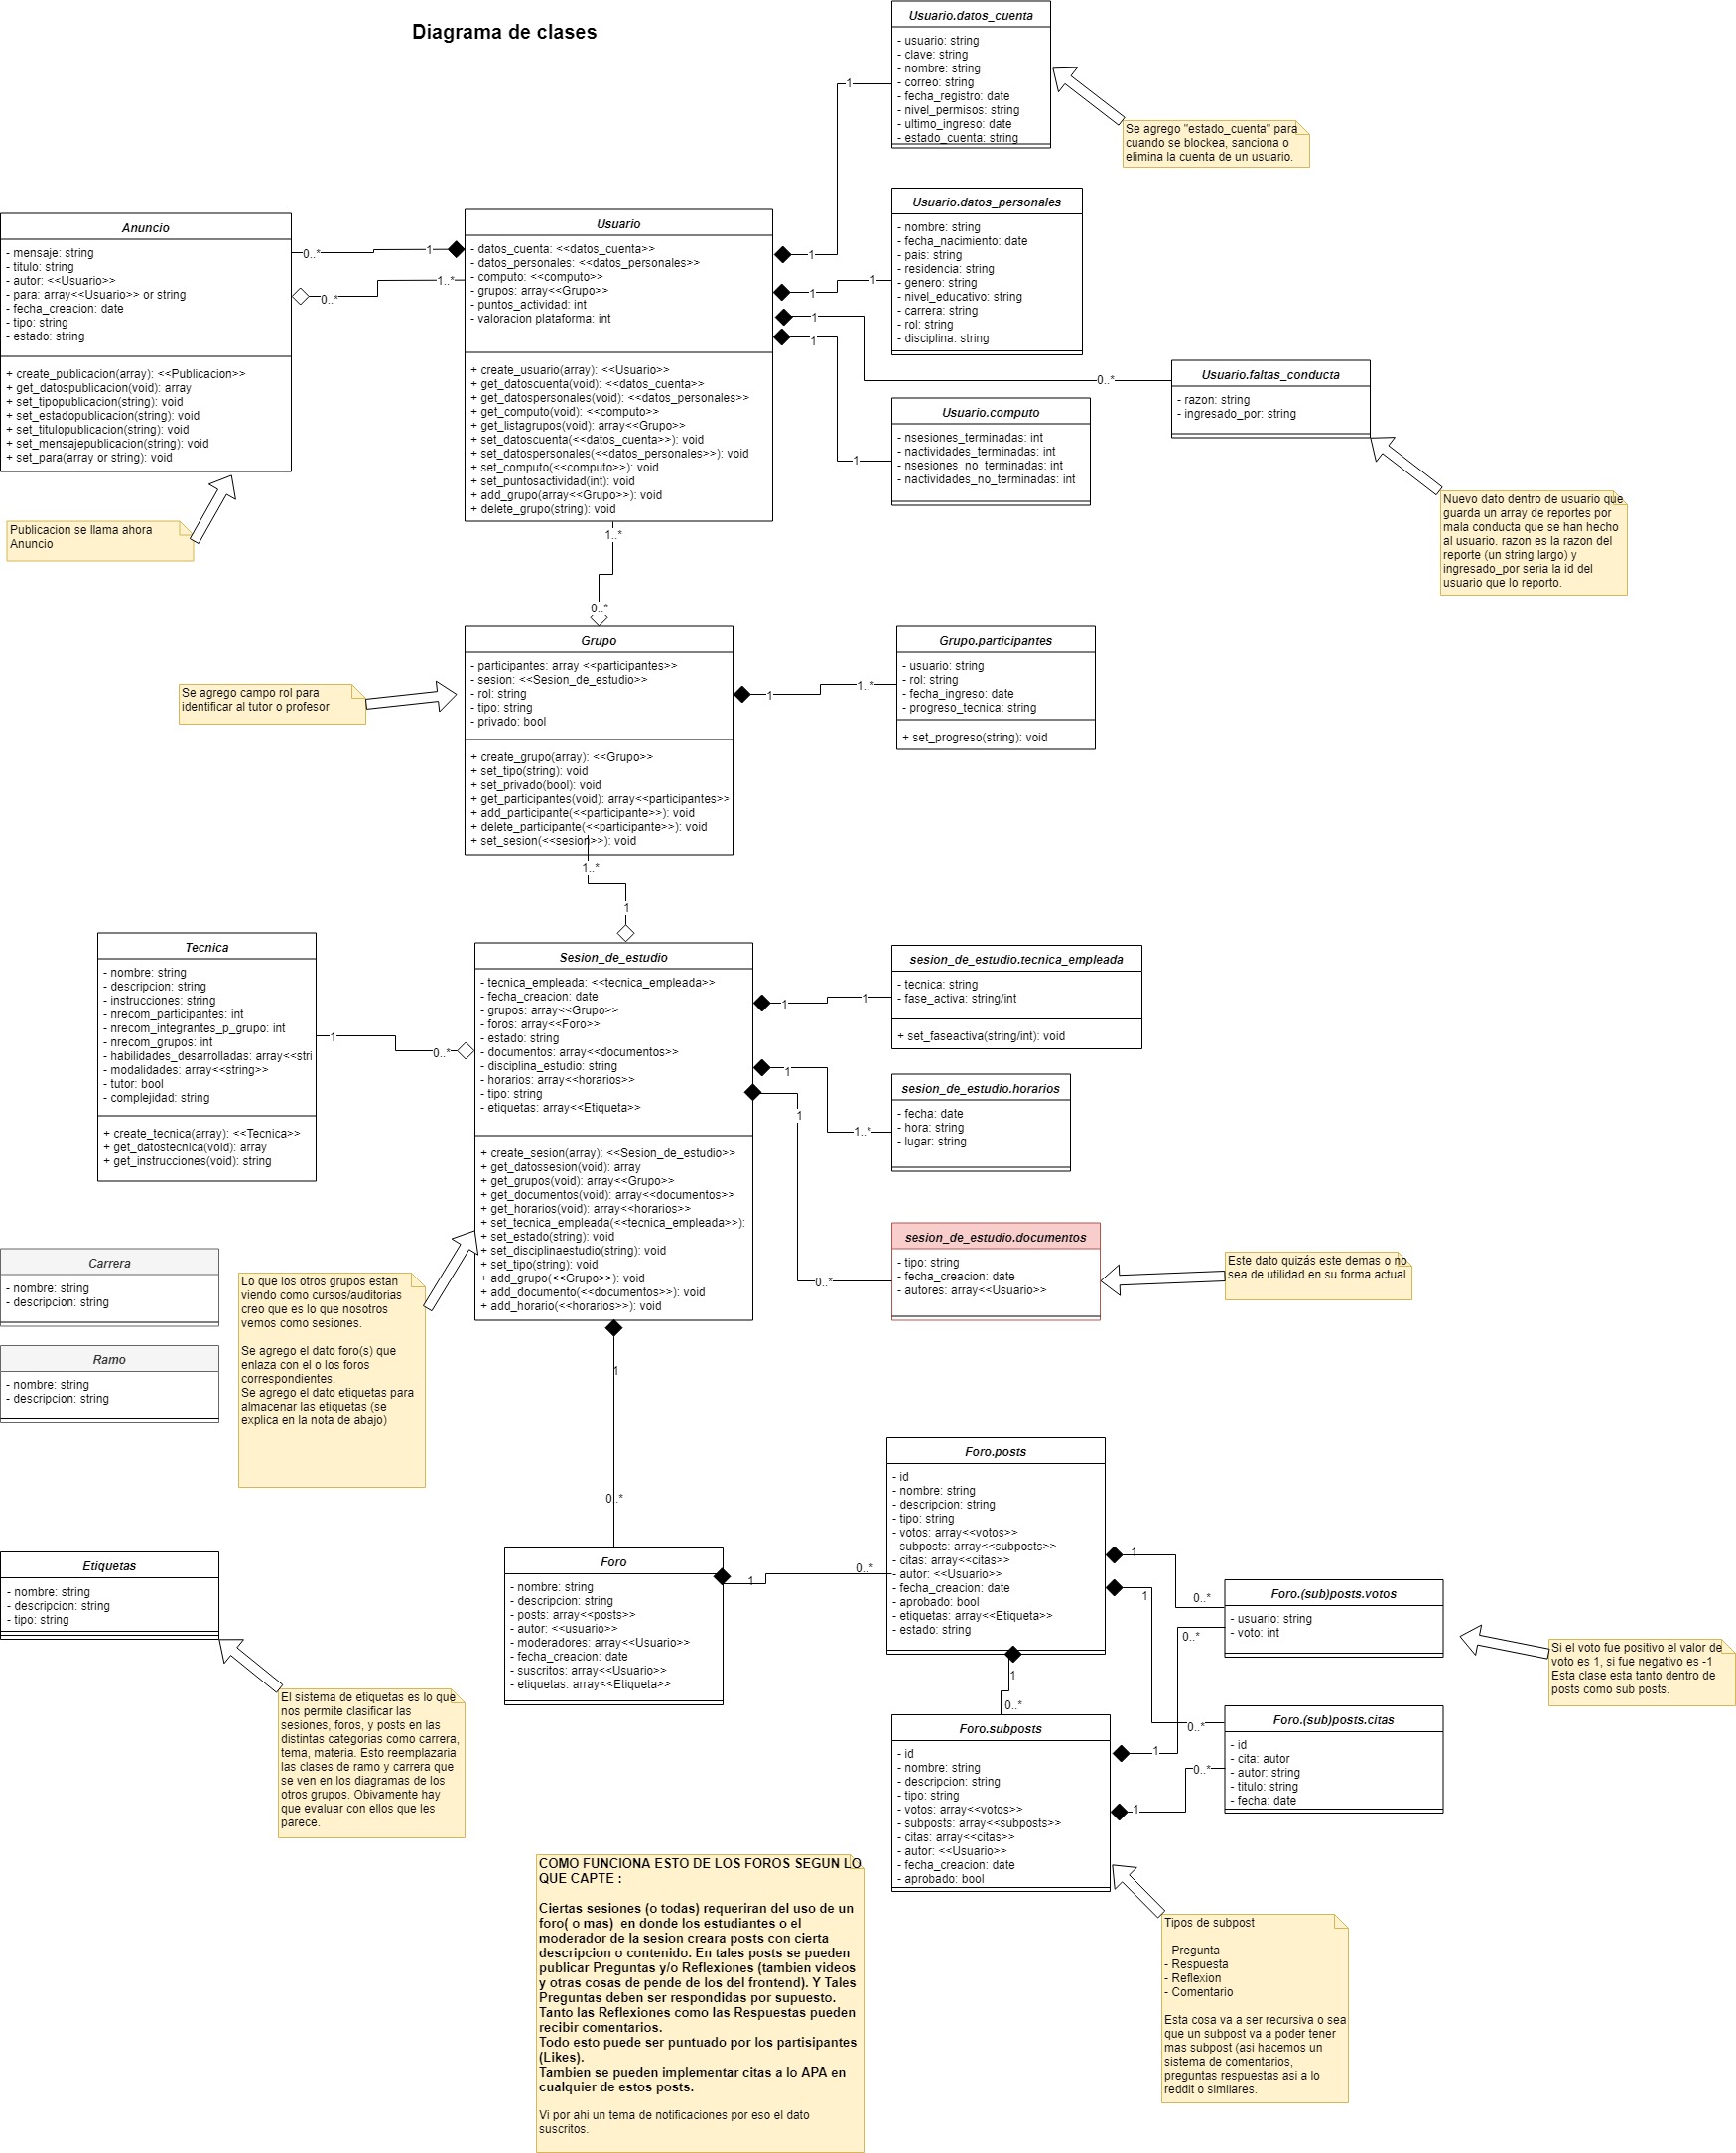 Diagrama de clases
Usuario.datos_cuenta
- usuario: string
- clave: string
- nombre: string
- correo: string
- fecha_registro: date
- nivel_permisos: string
- ultimo_ingreso: date
- estado_cuenta: string
1
Se agrego "estado_cuenta" para
cuando se blockea, sanciona o
elimina la cuenta de un usuario.
Usuario.datos_personales
- nombre: string
- fecha_nacimiento: date
- pais: string
- residencia: string
- genero: string
- nivel_educativo: string
- carrera: string
- rol: string
- disciplina: string
Anuncio
- mensaje: string
- titulo: string
- autor: <<Usuario>>
- para: array<<Usuario>> or string
- fecha_creacion: date
- tipo: string
- estado: string
+ create_publicacion(array): <<Publicacion>>
+ get_datospublicacion(void): array
+ set_tipopublicacion(string): void
+ set_estadopublicacion(string): void
+ set_titulopublicacion(string): void
+ set_mensajepublicacion(string): void
+ set_para(array or string): void
0..*
1
0..*
1..*
Usuario
- datos_cuenta: <<datos_cuenta>>
- datos_personales: <<datos_personales>>
- computo: <<computo>>
- grupos: array<<Grupo>>
- puntos_actividad: int
- valoracion plataforma: int
+ create_usuario(array): <<Usuario>>
+ get_datoscuenta(void): <<datos_cuenta>>
+ get_datospersonales(void): <<datos_personales>>
+ get_computo(void): <<computo>>
+ get_listagrupos(void): array<<Grupo>>
+ set_datoscuenta(<<datos_cuenta>>): void
+ set_datospersonales(<<datos_personales>>): void
+ set_computo(<<computo>>): void
+ set_puntosactividad(int): void
+ add_grupo(array<<Grupo>>): void
+ delete_grupo(string): void
1
1
1
1
1
0..*
1
Usuario.faltas_conducta
- razon: string
- ingresado_por: string
Usuario.computo
- nsesiones_terminadas: int
- nactividades_terminadas: int
- nsesiones_no_terminadas: int
- nactividades_no_terminadas: int
Nuevo dato dentro de usuario que
guarda un array de reportes por
mala conducta que se han hecho
al usuario. razon es la razon del
reporte (un string largo) y
ingresado_por seria la id del
usuario que lo reporto.
Publicacion se llama ahora
Anuncio
1..*
0..*
Grupo
- participantes: array <<participantes>>
- sesion: <<Sesion_de_estudio>>
- rol: string
- tipo: string
- privado: bool
+ create_grupo(array): <<Grupo>>
+ set_tipo(string): void
+ set_privado(bool): void
+ get_participantes(void): array<<participantes>>
+ add_participante(<<participante>>): void
+ delete_participante(<<participante>>): void
+ set_sesion(<<sesion>>): void
1
1..*
Grupo.participantes
- usuario: string
- rol: string
- fecha_ingreso: date
- progreso_tecnica: string
+ set_progreso(string): void
Se agrego campo rol para
identificar al tutor o profesor
1..*
1
Tecnica
- nombre: string
- descripcion: string
- instrucciones: string
- nrecom_participantes: int
- nrecom_integrantes_p_grupo: int
- nrecom_grupos: int
- habilidades_desarrolladas: array<<stri
- modalidades: array<<string>>
- tutor: bool
- complejidad: string
+ create_tecnica(array): <<Tecnica>>
+ get_datostecnica(void): array
+ get_instrucciones(void): string
1
0..*
Sesion_de_estudio
- tecnica_empleada: <<tecnica_empleada>>
- fecha_creacion: date
- grupos: array<<Grupo>>
- foros: array<<Foro>>
- estado: string
- documentos: array<<documentos>>
- disciplina_estudio: string
- horarios: array<<horarios>>
- tipo: string
- etiquetas: array<<Etiqueta>>
+ create_sesion(array): <<Sesion_de_estudio>>
+ get_datossesion(void): array
+ get_grupos(void): array<<Grupo>>
+ get_documentos(void): array<<documentos>>
+ get_horarios(void): array<<horarios>>
+ set_tecnica_empleada(<<tecnica_empleada>>):
+ set_estado(string): void
+ set_disciplinaestudio(string): void
+ set_tipo(string): void
+ add_grupo(<<Grupo>>): void
+ add_documento(<<documentos>>): void
+ add_horario(<<horarios>>): void
1
1
1
1..*
1
0..*
sesion_de_estudio.tecnica_empleada
- tecnica: string
- fase_activa: string/int
+ set_faseactiva(string/int): void
sesion_de_estudio.horarios
- fecha: date
- hora: string
- lugar: string
sesion_de_estudio.documentos
- tipo: string
- fecha_creacion: date
- autores: array<<Usuario>>
Este dato quizás este demas o no
sea de utilidad en su forma actual
Carrera
- nombre: string
- descripcion: string
Ramo
- nombre: string
- descripcion: string
Lo que los otros grupos estan
viendo como cursos/auditorias
creo que es lo que nosotros
vemos como sesiones.
Se agrego el dato foro(s) que
enlaza con el o los foros
correspondientes.
Se agrego el dato etiquetas para
almacenar las etiquetas (se
explica en la nota de abajo)
1
0..*
Etiquetas
- nombre: string
- descripcion: string
- tipo: string
El sistema de etiquetas es lo que
nos permite clasificar las
sesiones, foros, y posts en las
distintas categorias como carrera,
tema, materia. Esto reemplazaria
las clases de ramo y carrera que
se ven en los diagramas de los
otros grupos. Obivamente hay
que evaluar con ellos que les
parece.
Foro
- nombre: string
- descripcion: string
- posts: array<<posts>>
- autor: <<usuario>>
- moderadores: array<<Usuario>>
- fecha_creacion: date
- suscritos: array<<Usuario>>
- etiquetas: array<<Etiqueta>>
1
0..*
Foro.posts
- id
- nombre: string
- descripcion: string
- tipo: string
- votos: array<<votos>>
- subposts: array<<subposts>>
- citas: array<<citas>>
- autor: <<Usuario>>
- fecha_creacion: date
- aprobado: bool
- etiquetas: array<<Etiqueta>>
- estado: string
1
0..*
1
0..*
1
0..*
Foro.(sub)posts.votos
- usuario: string
- voto: int
Si el voto fue positivo el valor de
voto es 1, si fue negativo es -1
Esta clase esta tanto dentro de
posts como sub posts.
Foro.subposts
- id
- nombre: string
- descripcion: string
- tipo: string
- votos: array<<votos>>
- subposts: array<<subposts>>
- citas: array<<citas>>
- autor: <<Usuario>>
- fecha_creacion: date
- aprobado: bool
1
0..*
1
0..*
Foro.(sub)posts.citas
- id
- cita: autor
- autor: string
- titulo: string
- fecha: date
COMO FUNCIONA ESTO DE LOS FOROS SEGUN LO
QUE CAPTE :
Ciertas sesiones (o todas) requeriran del uso de un
foro( o mas) en donde los estudiantes o el
moderador de la sesion creara posts con cierta
descripcion o contenido. En tales posts se pueden
publicar Preguntas y/o Reflexiones (tambien videos
y otras cosas de pende de los del frontend). Y Tales
Preguntas deben ser respondidas por supuesto.
Tanto las Reflexiones como las Respuestas pueden
recibir comentarios.
Todo esto puede ser puntuado por los partisipantes
(Likes).
Tambien se pueden implementar citas a lo APA en
cualquier de estos posts.
Vi por ahi un tema de notificaciones por eso el dato
suscritos.
Tipos de subpost
- Pregunta
- Respuesta
- Reflexion
- Comentario
Esta cosa va a ser recursiva o sea
que un subpost va a poder tener
mas subpost (asi hacemos un
sistema de comentarios,
preguntas respuestas asi a lo
reddit o similares.